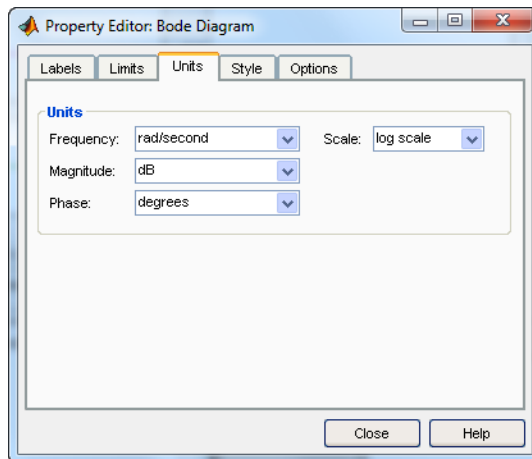 Property Editor: Bode Diagram
Labels Limits Units Style Options
Units
Frequency: rad/second Scale: log scale
Magnitude: dB
Phase: degrees
Close Help